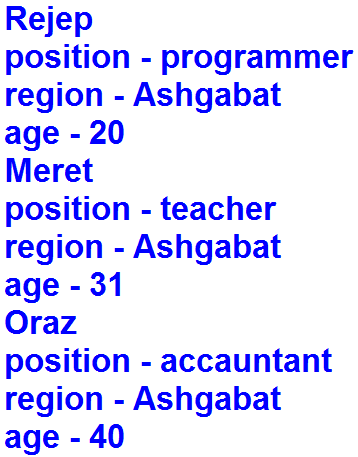 Rejep
position - programmer
region - Ashgabat
age - 20
Meret
position - teacher
region - Ashgabat
age - 31
Oraz
position - accauntant
region - Ashgabat
age - 40